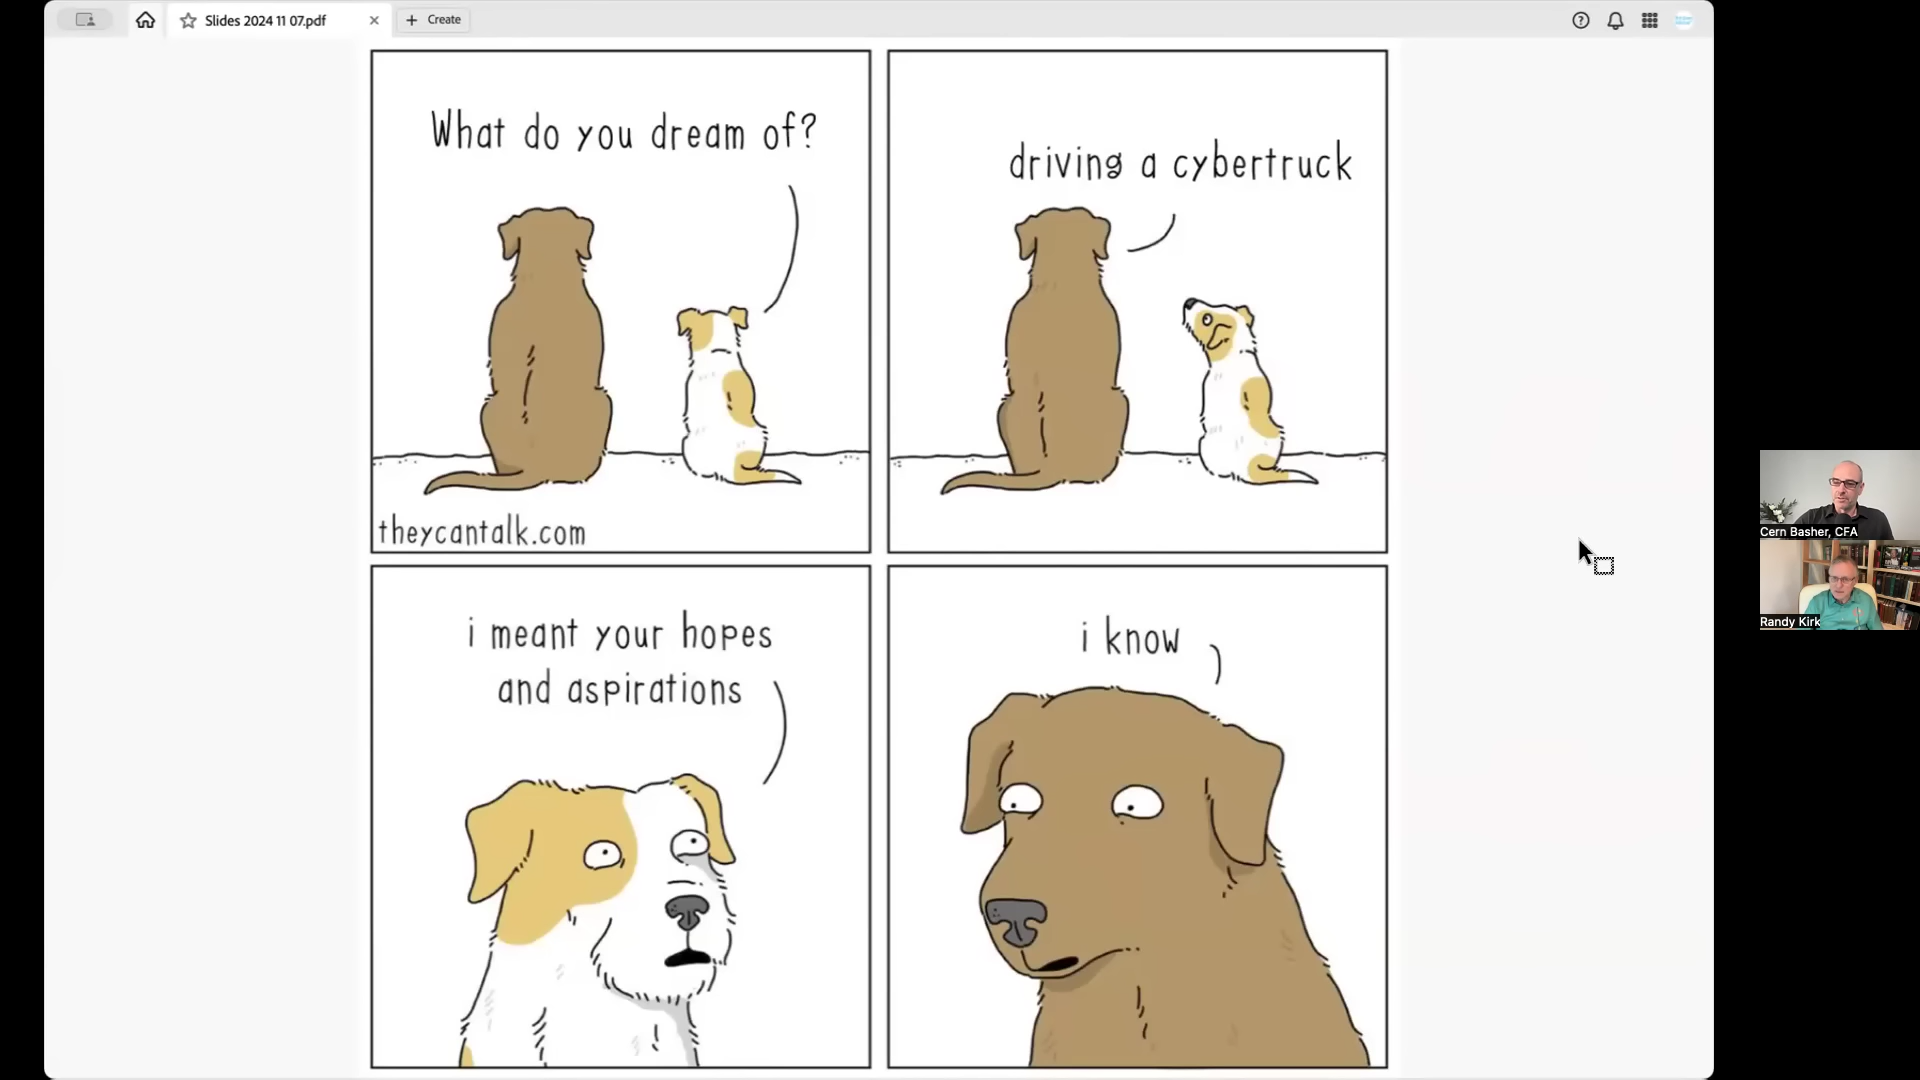 Slides 2024 11 07.pdf
Create
What do you dream of?
driving a cybertruck
theycantalk.com
i meant your hopes
and aspirations
i know
Cern Basher, CFA
Randy Kirk